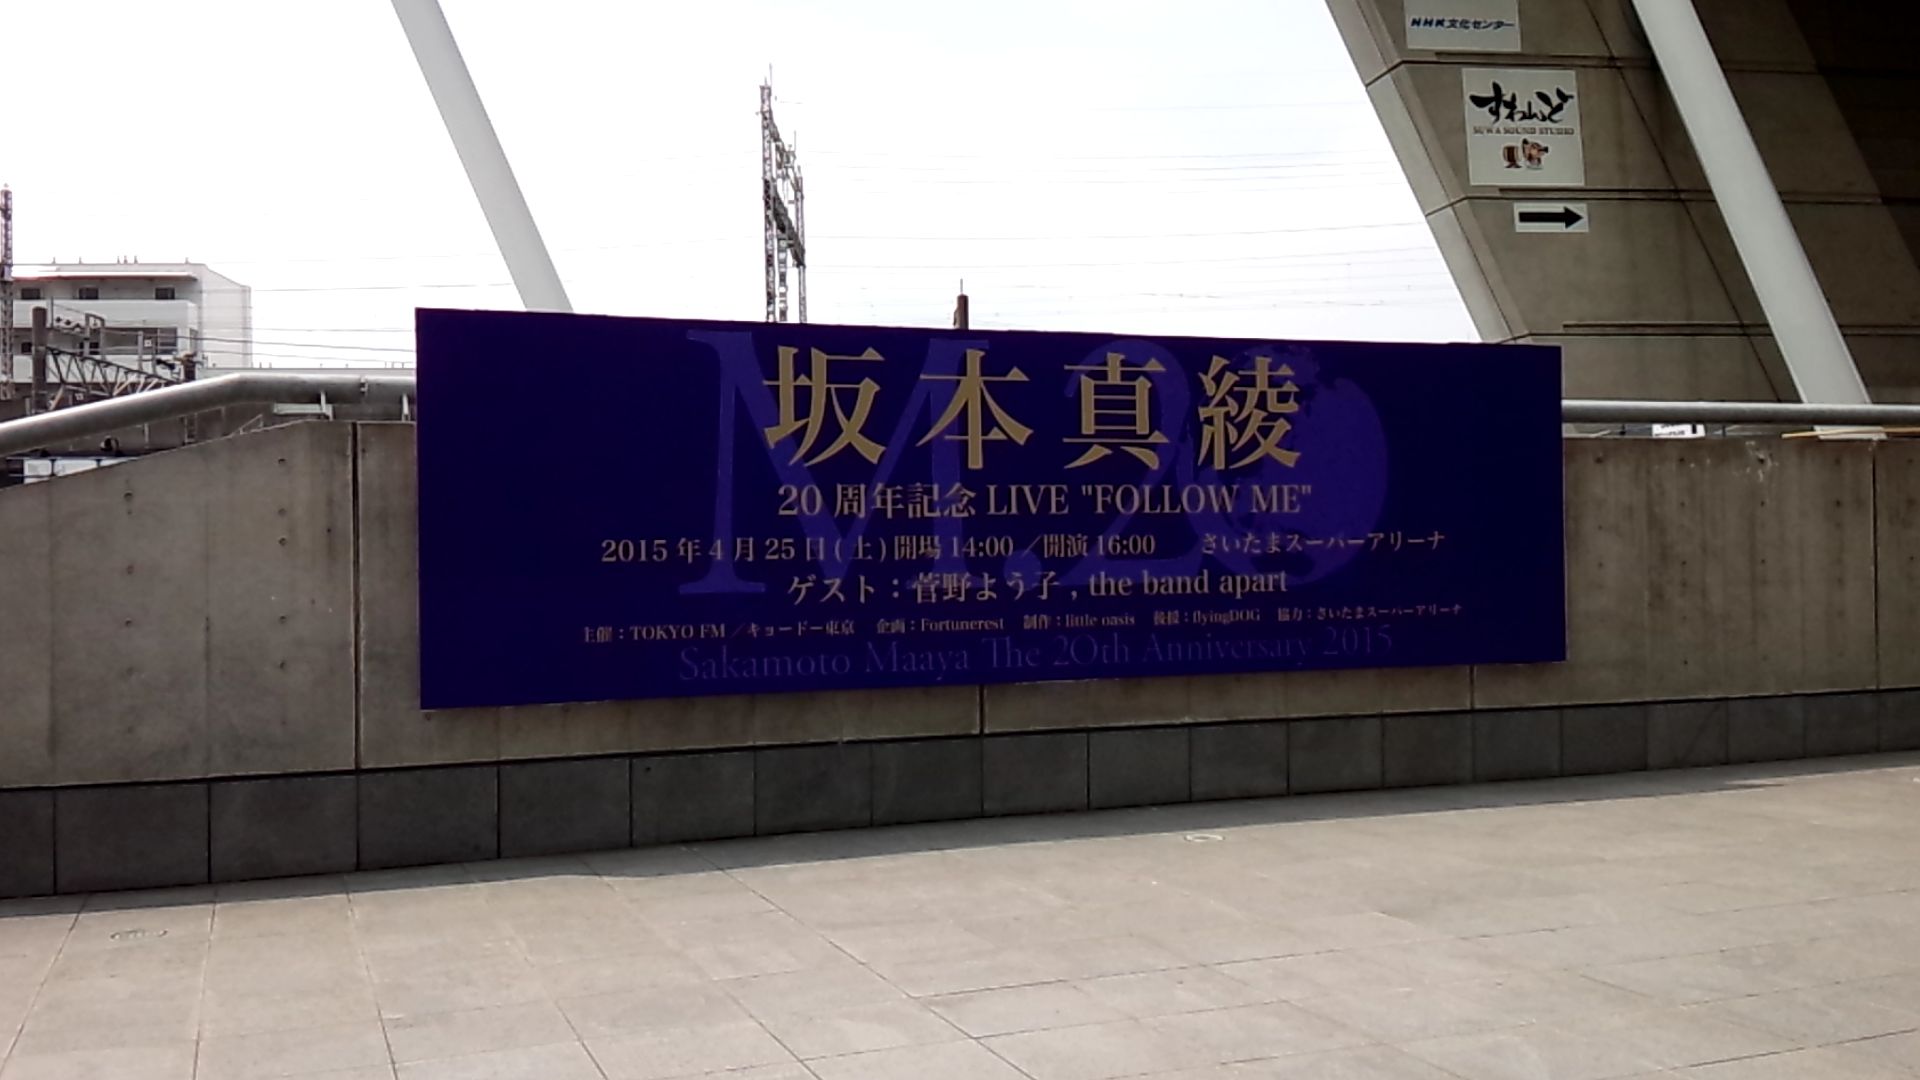 NHK文化センター
すわんど
SUWA SOUND STUDIO
M.20
坂本真綾
20周年記念 LIVE "FOLLOW ME"
2015年4月25日(土)開場14:00/開演16:00 さいたまスーパーアリーナ
ゲスト:菅野よう子, the band apart
主催:TOKYO FM/キョードー東京 企画:Fortunerest 制作:little oasis 後援:flyingDOG 協力:さいたまスーパーアリーナ
Sakamoto Maaya The 20th Anniversary 2015